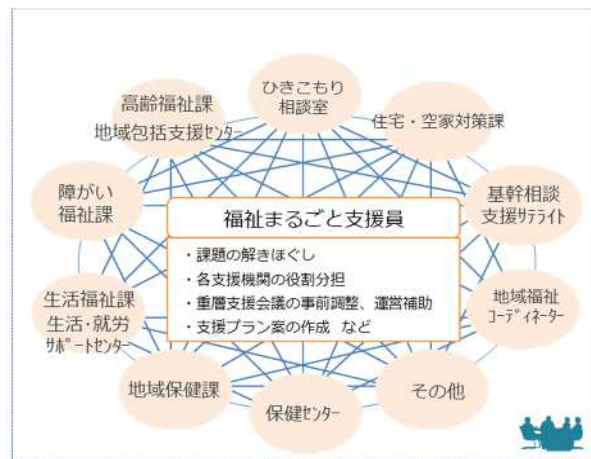 ひきこもり
相談室
住宅・空家対策課
基幹相談
支援ｻﾃﾗｲﾄ
地域福祉
ｺｰﾃﾞｨﾈｰﾀｰ
その他
保健ｾﾝﾀｰ
地域保健課
生活福祉課
生活・就労
ｻﾎﾟｰﾄｾﾝﾀｰ
障がい
福祉課
高齢福祉課
地域包括支援ｾﾝﾀｰ
福祉まるごと支援員
・課題の解きほぐし
・各支援機関の役割分担
・重層支援会議の事前調整、運営補助
・支援プラン案の作成 など